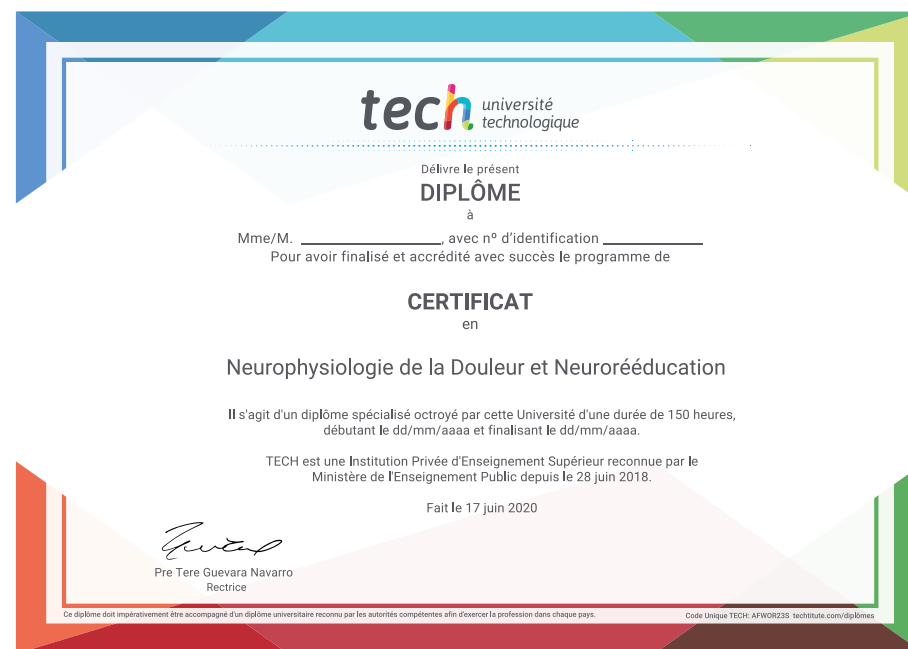 tech université
technologique
Délivre le présent
DIPLÔME
à
Mme/M. ____________________, avec nº d'identification ______________
Pour avoir finalisé et accrédité avec succès le programme de
CERTIFICAT
en
Neurophysiologie de la Douleur et Neurorééducation
Il s'agit d'un diplôme spécialisé octroyé par cette Université d'une durée de 150 heures,
débutant le dd/mm/aaaa et finalisant le dd/mm/aaaa.
TECH est une Institution Privée d'Enseignement Supérieur reconnue par le
Ministère de l'Enseignement Public depuis le 28 juin 2018.
Fait le 17 juin 2020
Pre Tere Guevara Navarro
Rectrice
Ce diplôme doit impérativement être accompagné d'un diplôme universitaire reconnu par les autorités compétentes afin d'exercer la profession dans chaque pays.
Code Unique TECH: AFWOR23S techtitute.com/diplômes